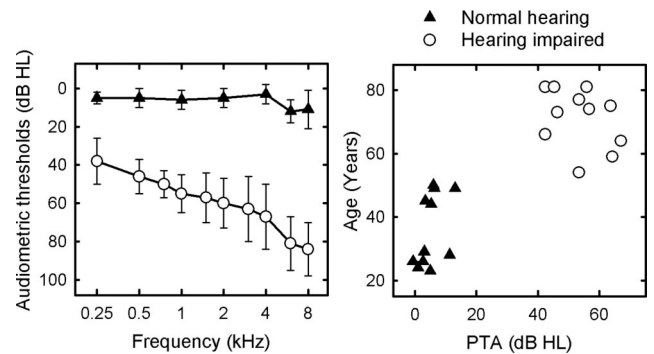 Normal hearing
Hearing impaired
Audiometric thresholds (dB HL)
0
20
40
60
80
100
0.25 0.5 1 2 4 8
Frequency (kHz)
Age (Years)
80
60
40
20
0 20 40 60
PTA (dB HL)